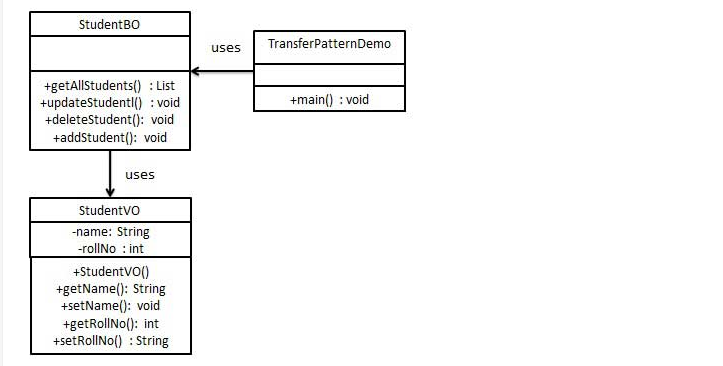 StudentBO
uses
TransferPatternDemo
+getAllStudents() : List
+updateStudentl() : void
+deleteStudent(): void
+addStudent(): void
+main() : void
uses
StudentVO
-name: String
-rollNo : int
+StudentVO()
+getName(): String
+setName(): void
+getRollNo(): int
+setRollNo() : String